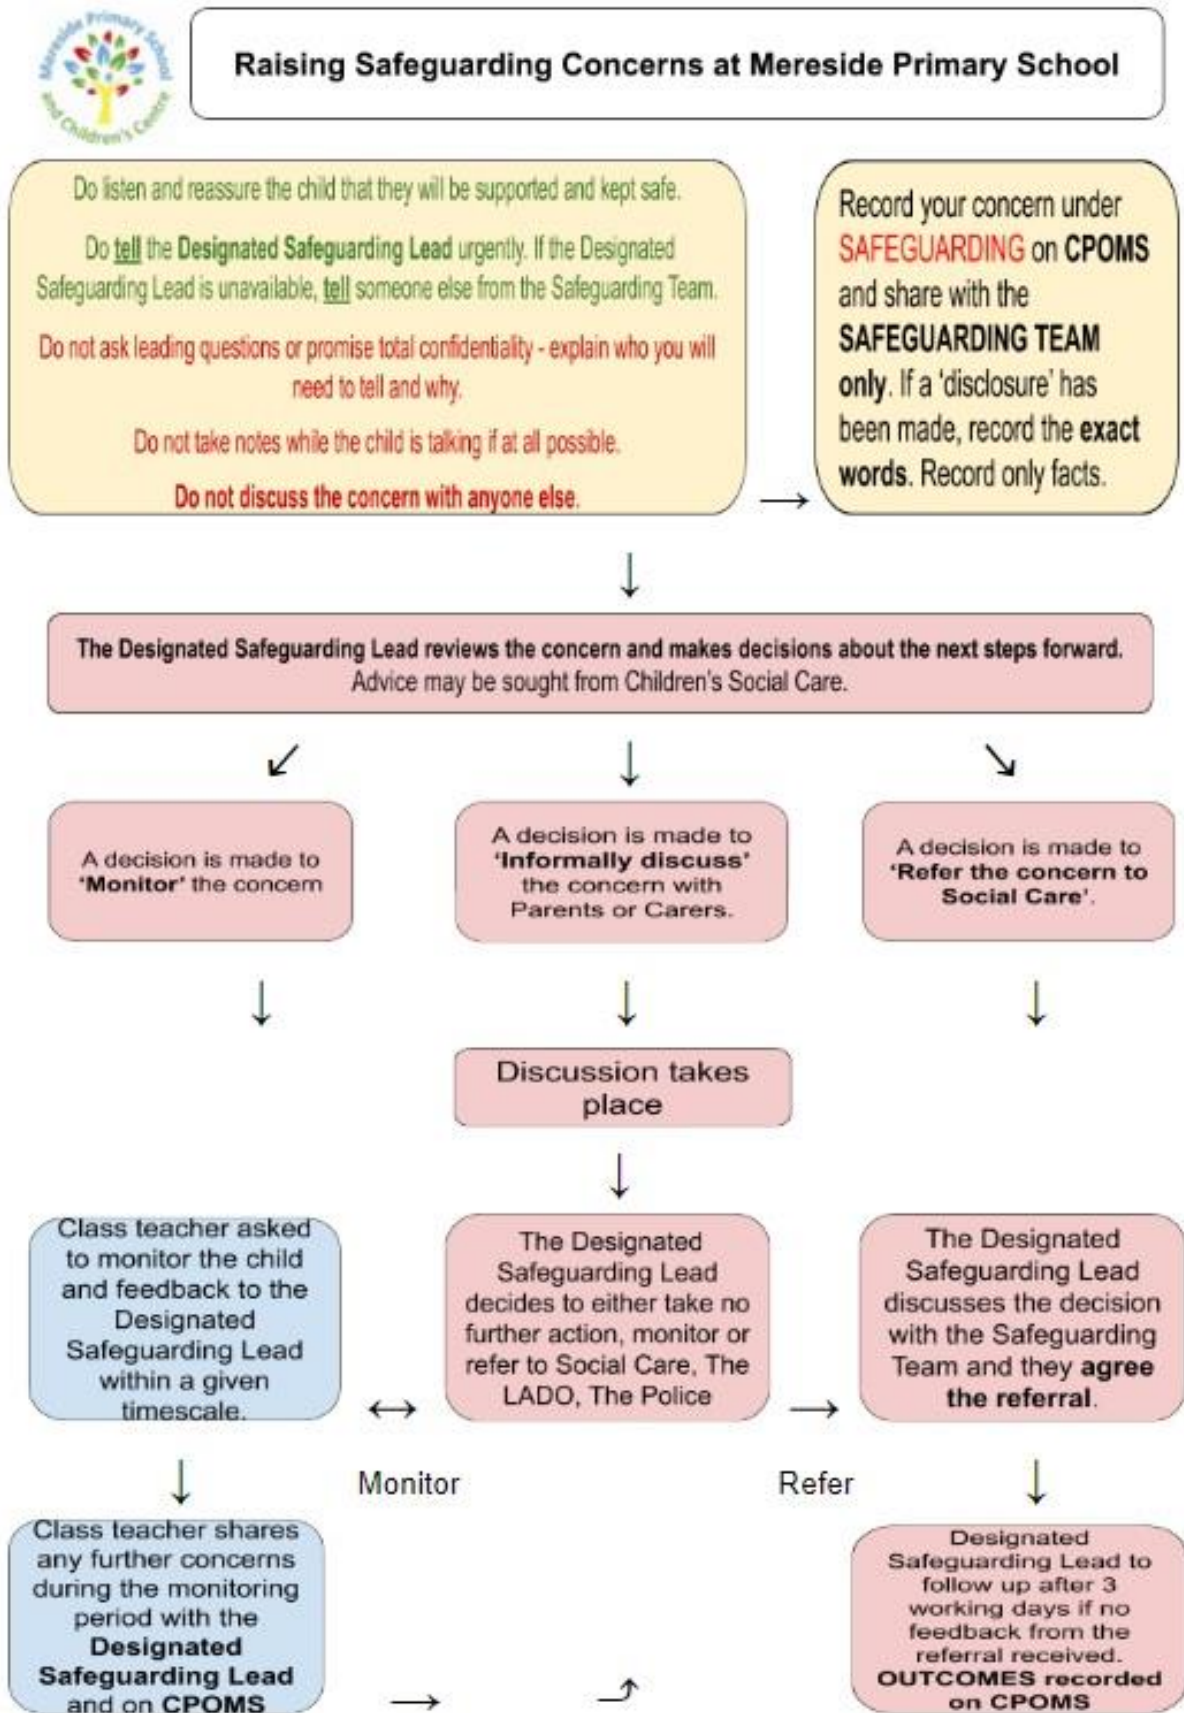 Mereside Primary School
and Children's Centre
Raising Safeguarding Concerns at Mereside Primary School
Do listen and reassure the child that they will be supported and kept safe.
Do tell the Designated Safeguarding Lead urgently. If the Designated
Safeguarding Lead is unavailable, tell someone else from the Safeguarding Team.
Do not ask leading questions or promise total confidentiality - explain who you will
need to tell and why.
Do not take notes while the child is talking if at all possible.
Do not discuss the concern with anyone else.
Record your concern under
SAFEGUARDING on CPOMS
and share with the
SAFEGUARDING TEAM
only. If a ‘disclosure’ has
been made, record the exact
words. Record only facts.
The Designated Safeguarding Lead reviews the concern and makes decisions about the next steps forward.
Advice may be sought from Children's Social Care.
A decision is made to
‘Monitor’ the concern
A decision is made to
‘Informally discuss’
the concern with
Parents or Carers.
A decision is made to
‘Refer the concern to
Social Care’.
Discussion takes
place
Class teacher asked
to monitor the child
and feedback to the
Designated
Safeguarding Lead
within a given
timescale.
The Designated
Safeguarding Lead
decides to either take no
further action, monitor or
refer to Social Care, The
LADO, The Police
The Designated
Safeguarding Lead
discusses the decision
with the Safeguarding
Team and they agree
the referral.
Monitor
Refer
Class teacher shares
any further concerns
during the monitoring
period with the
Designated
Safeguarding Lead
and on CPOMS
Designated
Safeguarding Lead to
follow up after 3
working days if no
feedback from the
referral received.
OUTCOMES recorded
on CPOMS